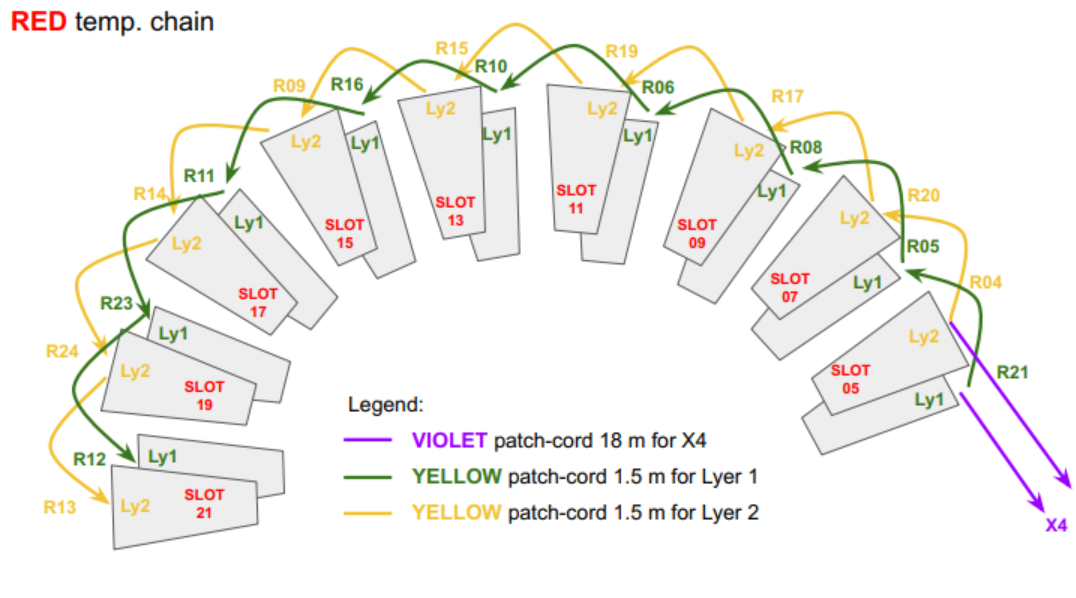 RED temp. chain
R15
R19
R10
R09
R16
R06
R17
R08
R11
R14
R20
R05
R04
R23
R24
R21
R12
R13
Ly2
Ly1
SLOT
13
Ly2
Ly1
SLOT
11
Ly2
Ly1
SLOT
15
Ly2
Ly1
SLOT
09
Ly2
Ly1
SLOT
17
Ly2
Ly1
SLOT
07
Ly1
Ly2
SLOT
19
Ly2
SLOT
05
Ly1
Ly1
Ly2
SLOT
21
Legend:
VIOLET patch-cord 18 m for X4
YELLOW patch-cord 1.5 m for Lyer 1
YELLOW patch-cord 1.5 m for Lyer 2
X4